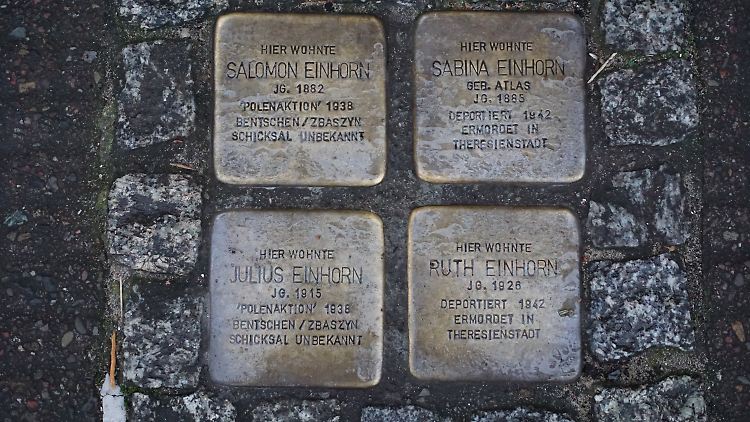 HIER WOHNTE
SALOMON EINHORN
JG. 1882
'POLENAKTION' 1938
BENTSCHEN/ZBASZYN
SCHICKSAL UNBEKANNT
HIER WOHNTE
SABINA EINHORN
GEB. ATLAS
JG. 1885
DEPORTIERT 1942
ERMORDET IN
THERESIENSTADT
HIER WOHNTE
JULIUS EINHORN
JG. 1915
'POLENAKTION' 1938
BENTSCHEN/ZBASZYN
SCHICKSAL UNBEKANNT
HIER WOHNTE
RUTH EINHORN
JG. 1926
DEPORTIERT 1942
ERMORDET IN
THERESIENSTADT